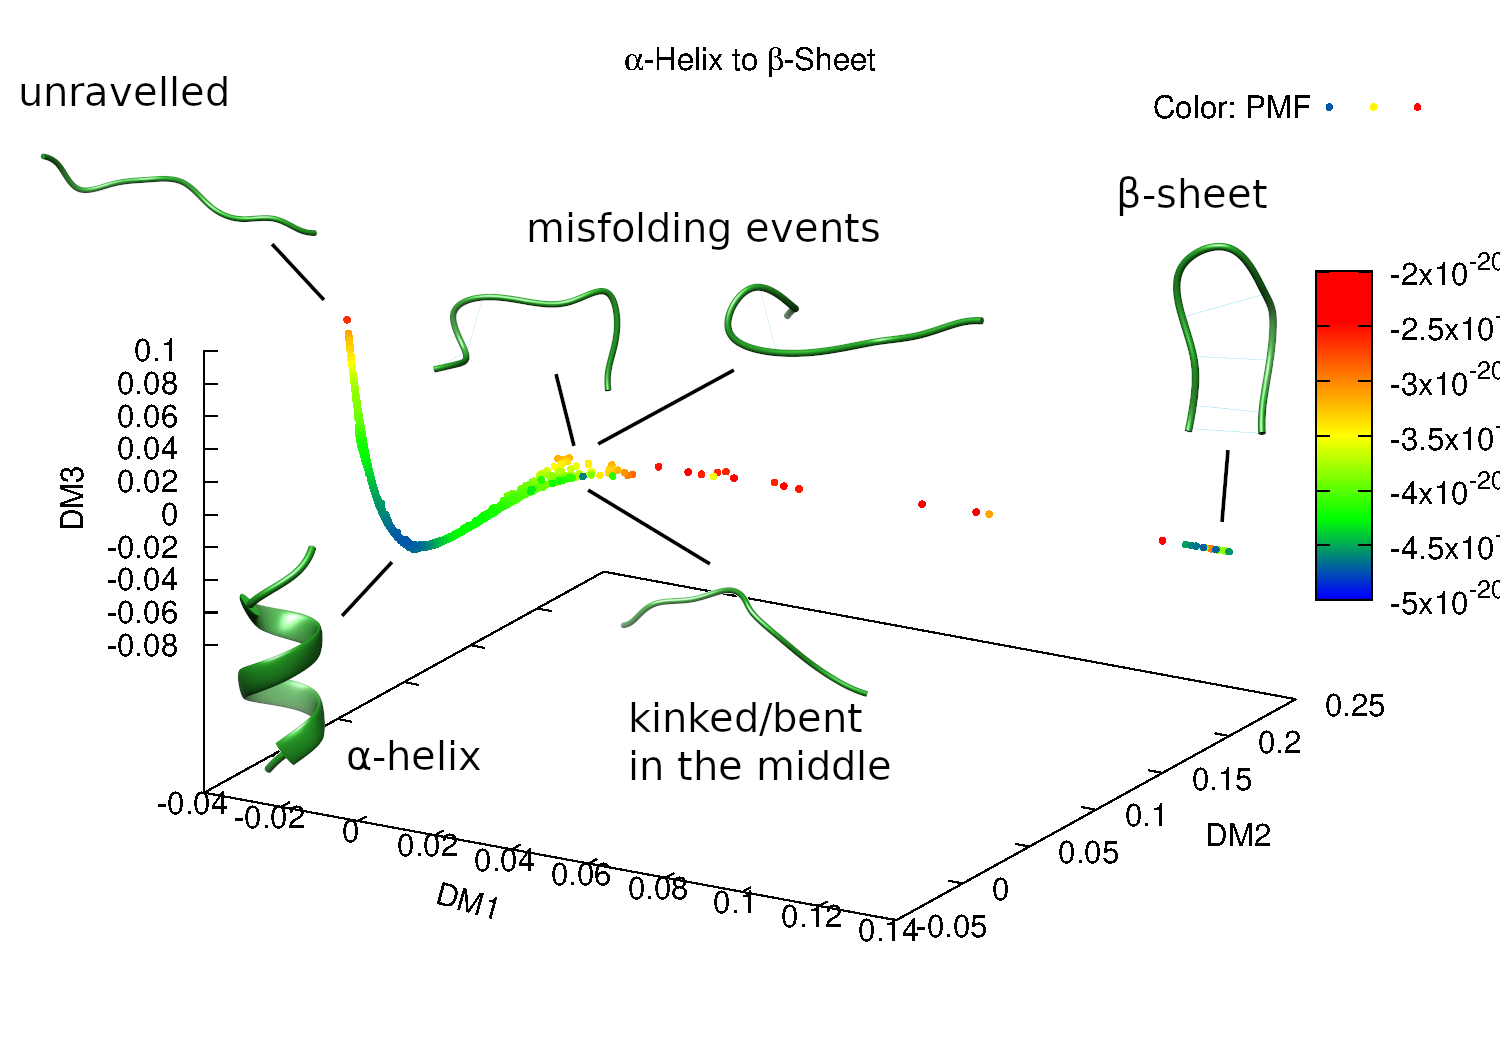 α-Helix to β-Sheet
unravelled
Color: PMF
β-sheet
misfolding events
-2x10-20
-2.5x10
-3x10-20
-3.5x10
-4x10-20
-4.5x10
-5x10-20
0.1
0.08
0.06
0.04
0.02
0
-0.02
-0.04
-0.06
-0.08
DM3
α-helix
kinked/bent
in the middle
-0.04
-0.02
0
0.02
0.04
0.06
0.08
0.1
0.12
0.14
DM1
0.25
0.2
0.15
0.1
0.05
0
-0.05
DM2